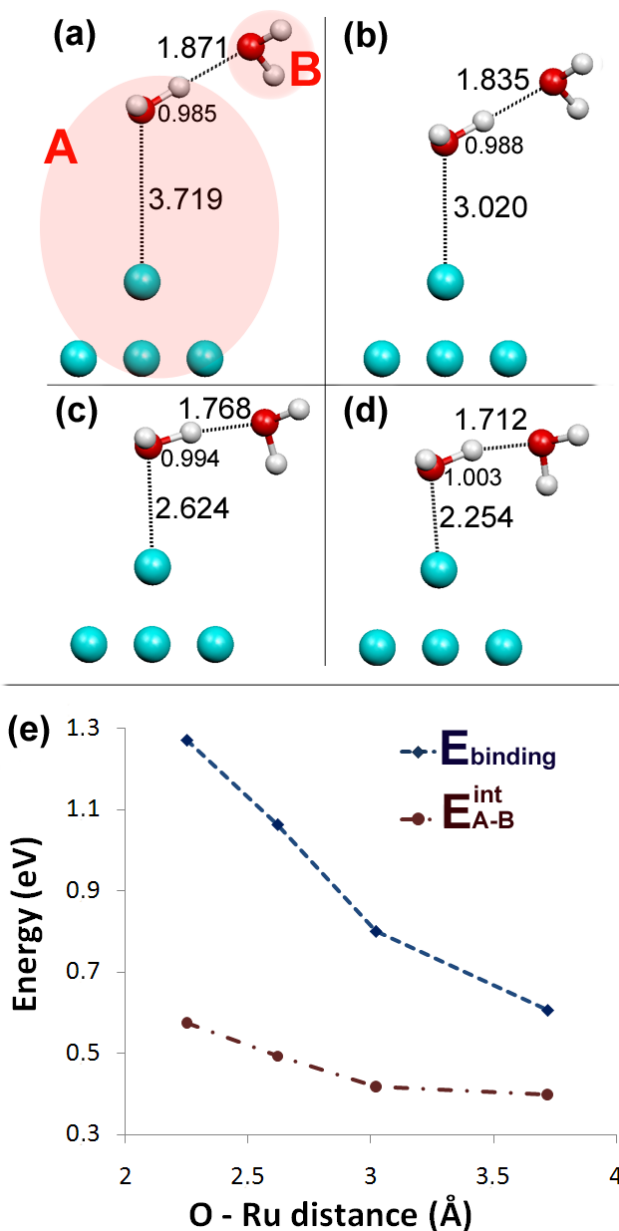 (a)
1.871
B
0.985
A
3.719
(b)
1.835
0.988
3.020
(c)
1.768
0.994
2.624
(d)
1.712
1.003
2.254
(e)
1.3
1.1
0.9
0.7
0.5
0.3
Energy (eV)
E binding
E int A-B
2 2.5 3 3.5 4
O - Ru distance (Å)